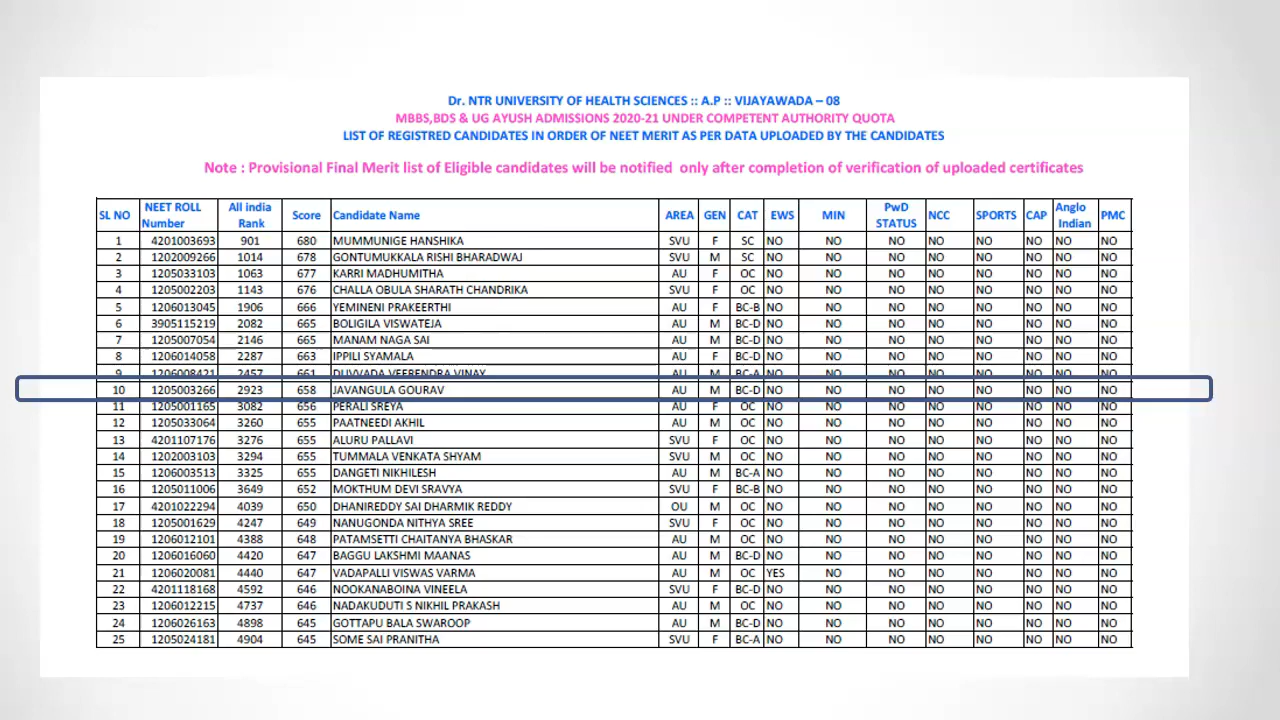 Dr. NTR UNIVERSITY OF HEALTH SCIENCES :: A.P :: VIJAYAWADA – 08
MBBS,BDS & UG AYUSH ADMISSIONS 2020-21 UNDER COMPETENT AUTHORITY QUOTA
LIST OF REGISTRED CANDIDATES IN ORDER OF NEET MERIT AS PER DATA UPLOADED BY THE CANDIDATES
Note : Provisional Final Merit list of Eligible candidates will be notified only after completion of verification of uploaded certificates
SL NO NEET ROLL Number All india Rank Score Candidate Name AREA GEN CAT EWS MIN PwD STATUS NCC SPORTS CAP Anglo Indian PMC
1 4201003693 901 680 MUMMUNIGE HANSHIKA SVU F SC NO NO NO NO NO NO NO NO
2 1202009266 1014 678 GONTUMUKKALA RISHI BHARADWAJ SVU M SC NO NO NO NO NO NO NO NO
3 1205033103 1063 677 KARRI MADHUMITHA AU F OC NO NO NO NO NO NO NO NO
4 1205002203 1143 676 CHALLA OBULA SHARATH CHANDRIKA SVU F OC NO NO NO NO NO NO NO NO
5 1206013045 1906 666 YEMINENI PRAKEERTHI AU F BC-B NO NO NO NO NO NO NO NO
6 3905115219 2082 665 BOLIGILA VISWATEJA AU M BC-D NO NO NO NO NO NO NO NO
7 1205007054 2146 665 MANAM NAGA SAI AU M BC-D NO NO NO NO NO NO NO NO
8 1206014058 2287 663 IPPILI SYAMALA AU F BC-D NO NO NO NO NO NO NO NO
9 1206008421 2457 661 DUVVADA VEERENDRA VINAY AU M BC-A NO NO NO NO NO NO NO NO
10 1205003266 2923 658 JAVANGULA GOURAV AU M BC-D NO NO NO NO NO NO NO NO
11 1205001165 3082 656 PERALI SREYA AU F OC NO NO NO NO NO NO NO NO
12 1205033064 3260 655 PAATNEEDI AKHIL AU M OC NO NO NO NO NO NO NO NO
13 4201107176 3276 655 ALURU PALLAVI SVU F OC NO NO NO NO NO NO NO NO
14 1202003103 3294 655 TUMMALA VENKATA SHYAM SVU M OC NO NO NO NO NO NO NO NO
15 1206003513 3325 655 DANGETI NIKHILESH AU M BC-A NO NO NO NO NO NO NO NO
16 1205011006 3649 652 MOKTHUM DEVI SRAVYA SVU F BC-B NO NO NO NO NO NO NO NO
17 4201022294 4039 650 DHANIREDDY SAI DHARMIK REDDY OU M OC NO NO NO NO NO NO NO NO
18 1205001629 4247 649 NANUGONDA NITHYA SREE SVU F OC NO NO NO NO NO NO NO NO
19 1206012101 4388 648 PATAMSETTI CHAITANYA BHASKAR AU M OC NO NO NO NO NO NO NO NO
20 1206016060 4420 647 BAGGU LAKSHMI MAANAS AU M BC-D NO NO NO NO NO NO NO NO
21 1206020081 4440 647 VADAPALLI VISWAS VARMA AU M OC YES NO NO NO NO NO NO NO
22 4201118168 4592 646 NOOKANABOINA VINEELA SVU F BC-D NO NO NO NO NO NO NO NO
23 1206012215 4737 646 NADAKUDUTI S NIKHIL PRAKASH AU M OC NO NO NO NO NO NO NO NO
24 1206026163 4898 645 GOTTAPU BALA SWAROOP AU M BC-D NO NO NO NO NO NO NO NO
25 1205024181 4904 645 SOME SAI PRANITHA SVU F BC-A NO NO NO NO NO NO NO NO